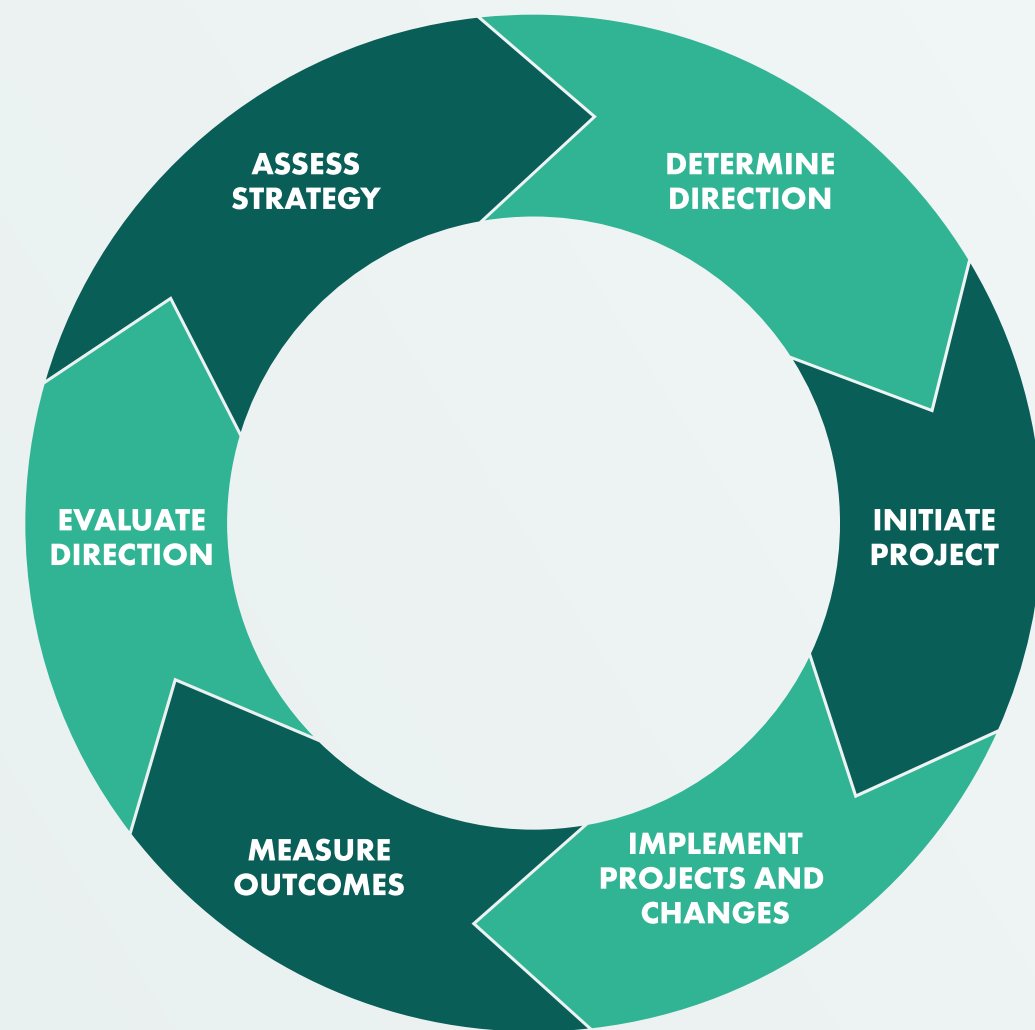 ASSESS
STRATEGY
DETERMINE
DIRECTION
INITIATE
PROJECT
IMPLEMENT
PROJECTS AND
CHANGES
MEASURE
OUTCOMES
EVALUATE
DIRECTION